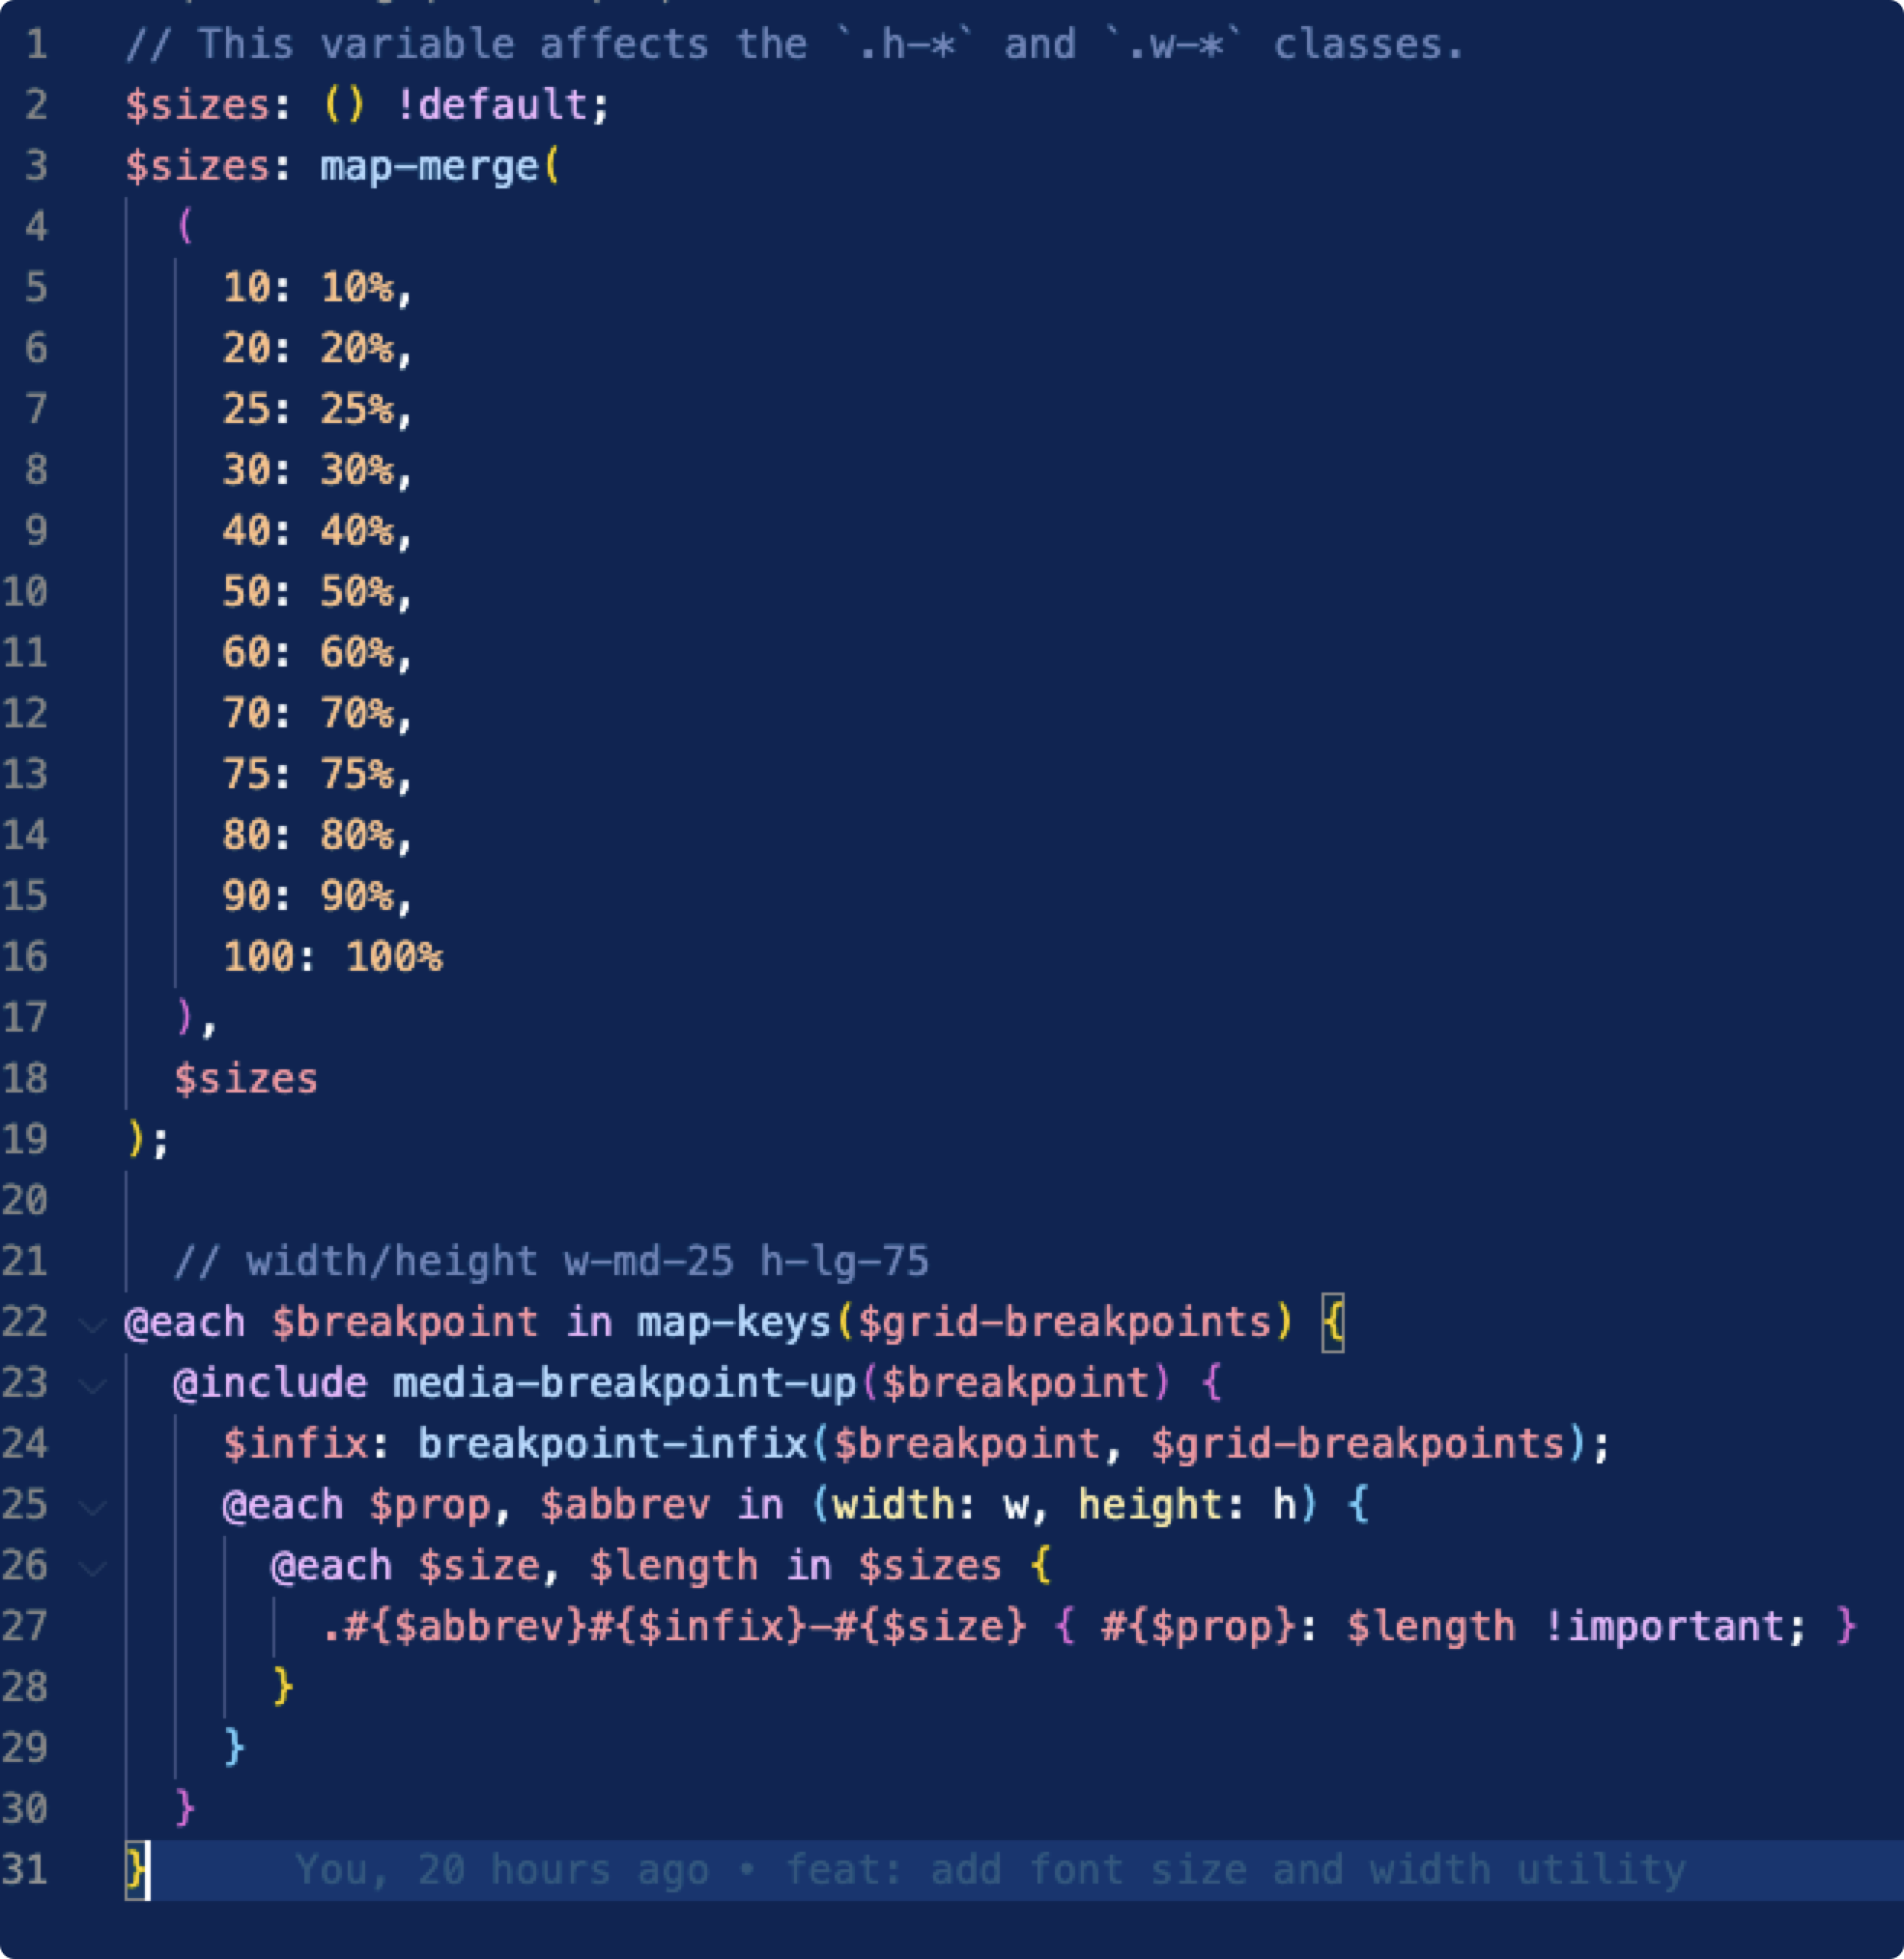 1 // This variable affects the `.h-*` and `.w-*` classes.
2 $sizes: () !default;
3 $sizes: map-merge(
4 (
5 10: 10%,
6 20: 20%,
7 25: 25%,
8 30: 30%,
9 40: 40%,
10 50: 50%,
11 60: 60%,
12 70: 70%,
13 75: 75%,
14 80: 80%,
15 90: 90%,
16 100: 100%
17 ),
18 $sizes
19 );
20
21 // width/height w-md-25 h-lg-75
22 @each $breakpoint in map-keys($grid-breakpoints) {
23 @include media-breakpoint-up($breakpoint) {
24 $infix: breakpoint-infix($breakpoint, $grid-breakpoints);
25 @each $prop, $abbrev in (width: w, height: h) {
26 @each $size, $length in $sizes {
27 .#{$abbrev}#{$infix}-#{$size} { #{$prop}: $length !important; }
28 }
29 }
30 }
31 } You, 20 hours ago • feat: add font size and width utility